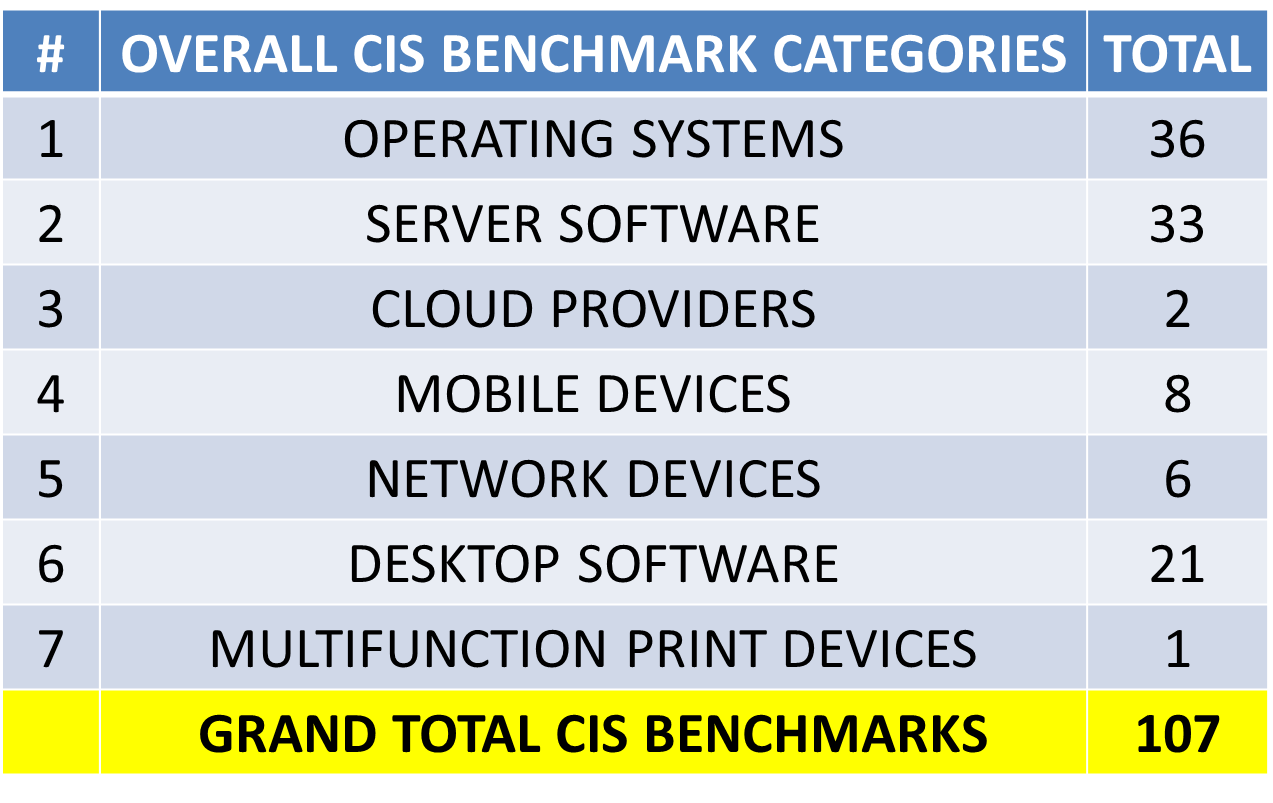 # OVERALL CIS BENCHMARK CATEGORIES TOTAL
1 OPERATING SYSTEMS 36
2 SERVER SOFTWARE 33
3 CLOUD PROVIDERS 2
4 MOBILE DEVICES 8
5 NETWORK DEVICES 6
6 DESKTOP SOFTWARE 21
7 MULTIFUNCTION PRINT DEVICES 1
GRAND TOTAL CIS BENCHMARKS 107